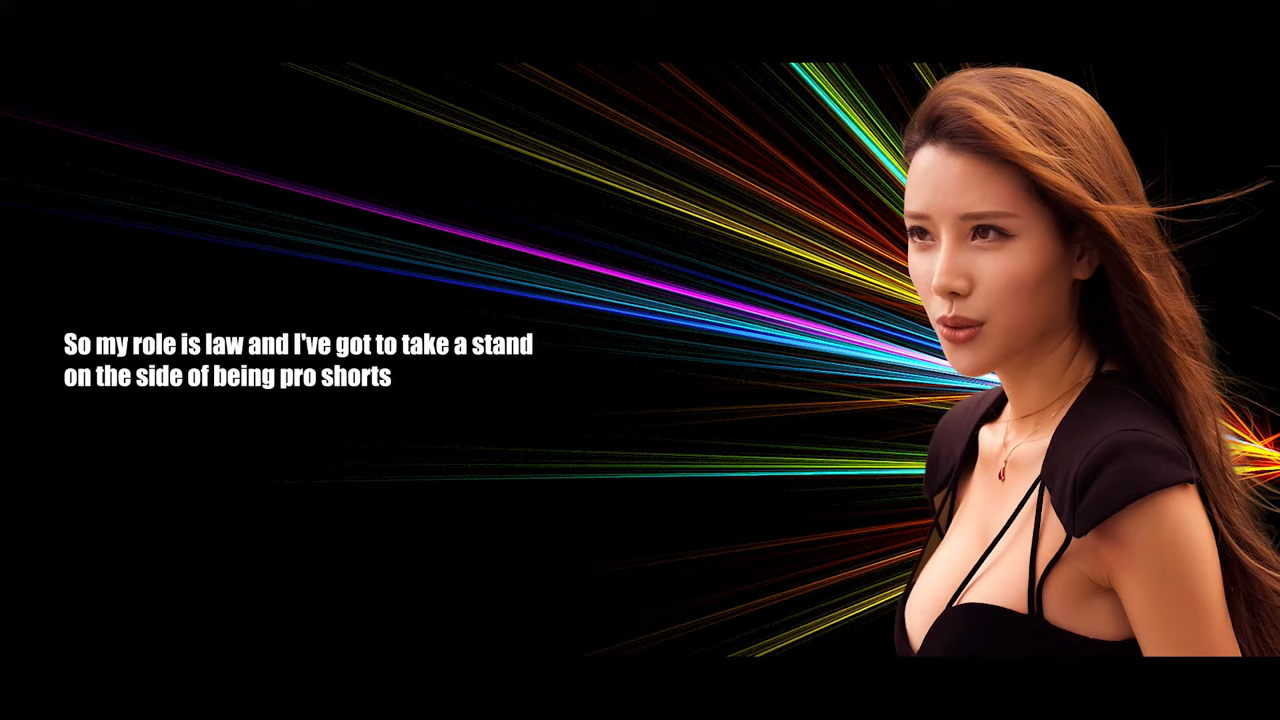 So my role is law and I've got to take a stand
on the side of being pro shorts